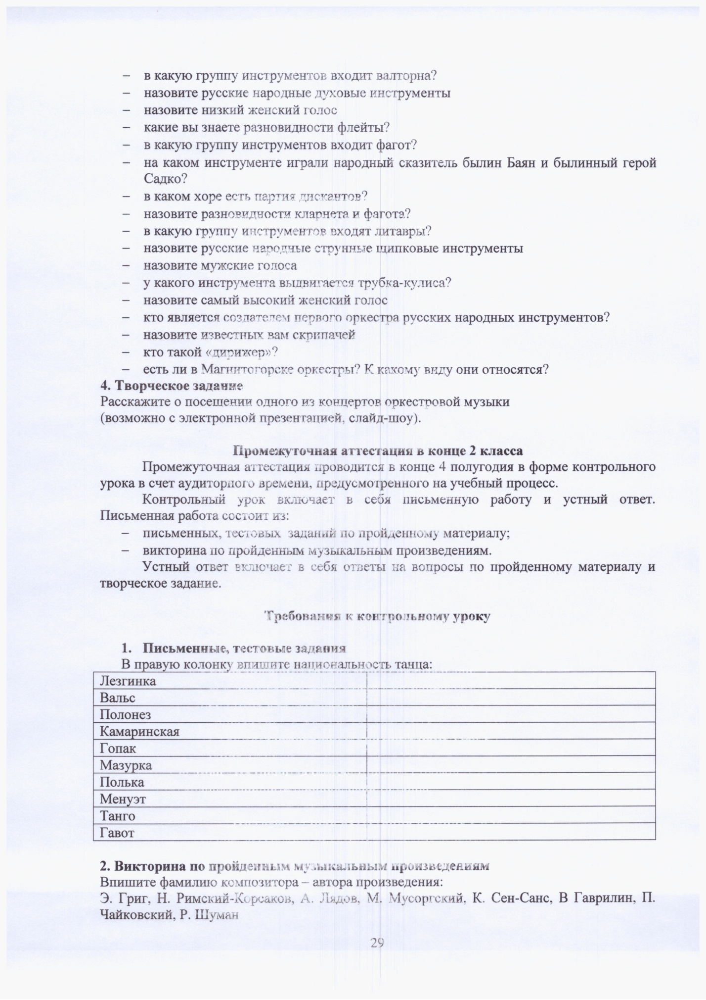 – в какую группу инструментов входит валторна?
– назовите русские народные духовые инструменты
– назовите низкий женский голос
– какие вы знаете разновидности флейты?
– в какую группу инструментов входит фагот?
– на каком инструменте играли народный сказитель былин Баян и былинный герой
Садко?
– в каком хоре есть партия дискантов?
– назовите разновидности кларнета и фагота?
– в какую группу инструментов входят литавры?
– назовите русские народные струнные щипковые инструменты
– назовите мужские голоса
– у какого инструмента выдвигается трубка-кулиса?
– назовите самый высокий женский голос
– кто является создателем первого оркестра русских народных инструментов?
– назовите известных вам скрипачей
– кто такой «дирижер»?
– есть ли в Магнитогорске оркестры? К какому виду они относятся?
4. Творческое задание
Расскажите о посещении одного из концертов оркестровой музыки
(возможно с электронной презентацией, слайд-шоу).
Промежуточная аттестация в конце 2 класса
Промежуточная аттестация проводится в конце 4 полугодия в форме контрольного
урока в счет аудиторного времени, предусмотренного на учебный процесс.
Контрольный урок включает в себя письменную работу и устный ответ.
Письменная работа состоит из:
– письменных, тестовых заданий по пройденному материалу;
– викторина по пройденным музыкальным произведениям.
Устный ответ включает в себя ответы на вопросы по пройденному материалу и
творческое задание.
Требования к контрольному уроку
1. Письменные, тестовые задания
В правую колонку впишите национальность танца:
Лезгинка
Вальс
Полонез
Камаринская
Гопак
Мазурка
Полька
Менуэт
Танго
Гавот
2. Викторина по пройденным музыкальным произведениям
Впишите фамилию композитора – автора произведения:
Э. Григ, Н. Римский-Корсаков, А. Лядов, М. Мусоргский, К. Сен-Санс, В Гаврилин, П.
Чайковский, Р. Шуман
29